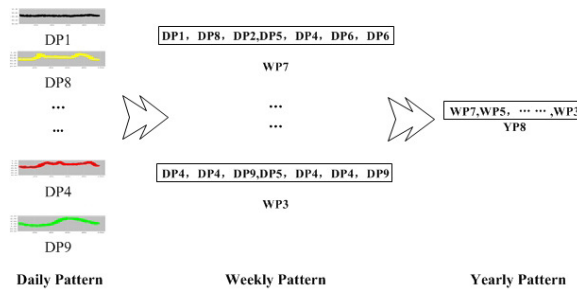 DP1
DP8
...
...
DP4
DP9
Daily Pattern
DP1, DP8, DP2,DP5, DP4, DP6, DP6
WP7
...
...
DP4, DP4, DP9,DP5, DP4, DP4, DP9
WP3
Weekly Pattern
WP7,WP5, ... ...,WP3
YP8
Yearly Pattern